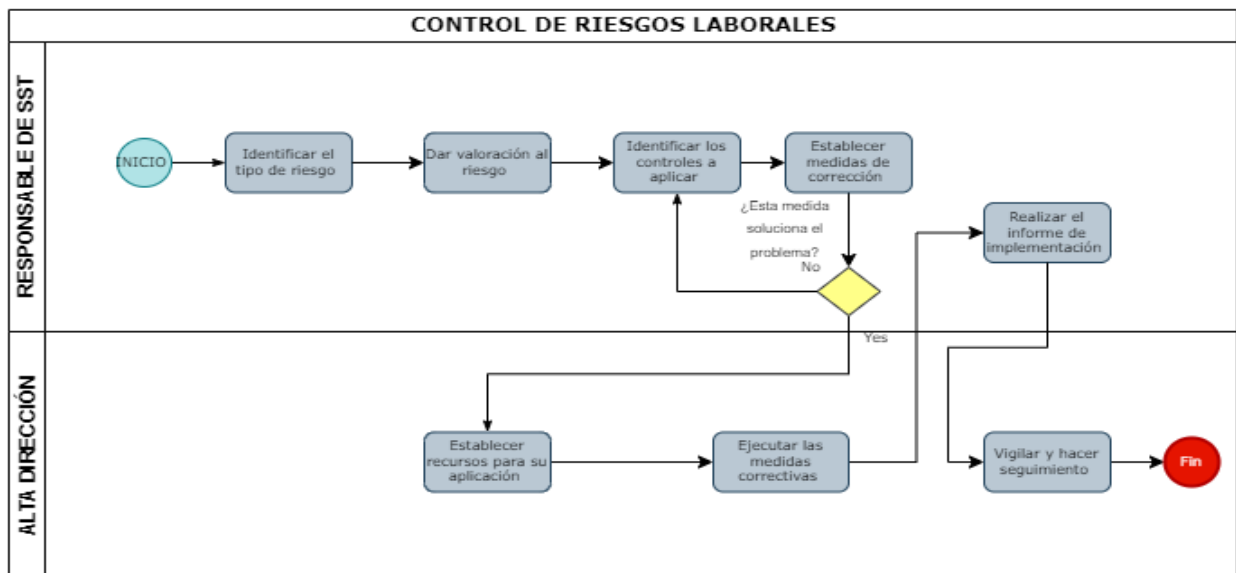 CONTROL DE RIESGOS LABORALES
RESPONSABLE DE SST
INICIO
Identificar el
tipo de riesgo
Dar valoración al
riesgo
Identificar los
controles a
aplicar
Establecer
medidas de
corrección
¿Esta medida
soluciona el
problema?
No
Yes
Realizar el
informe de
implementación
ALTA DIRECCIÓN
Establecer
recursos para su
aplicación
Ejecutar las
medidas
correctivas
Vigilar y hacer
seguimiento
Fin